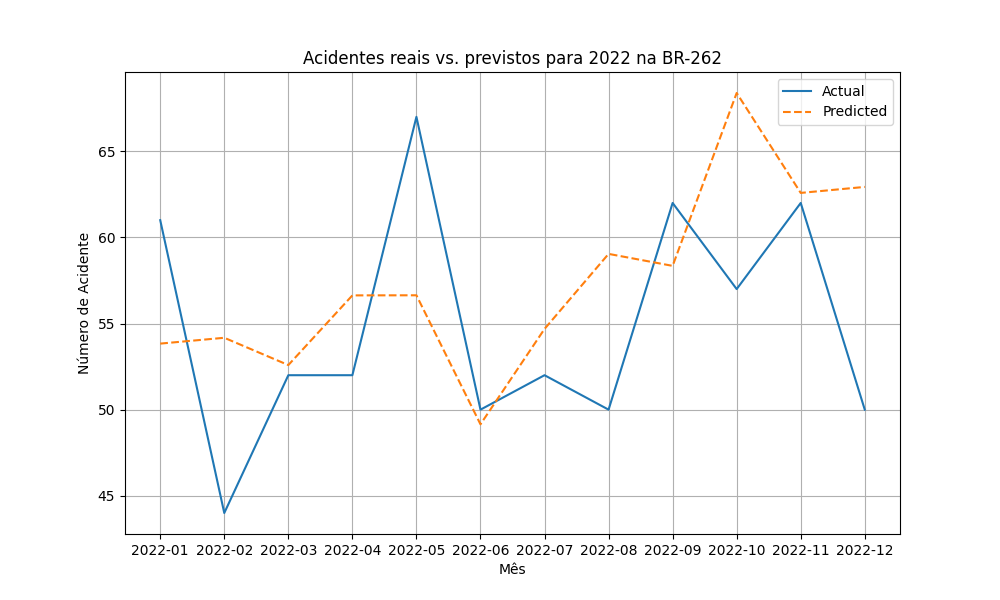 Acidentes reais vs. previstos para 2022 na BR-262
Actual
Predicted
Número de Acidente
65
60
55
50
45
2022-01 2022-02 2022-03 2022-04 2022-05 2022-06 2022-07 2022-08 2022-09 2022-10 2022-11 2022-12
Mês